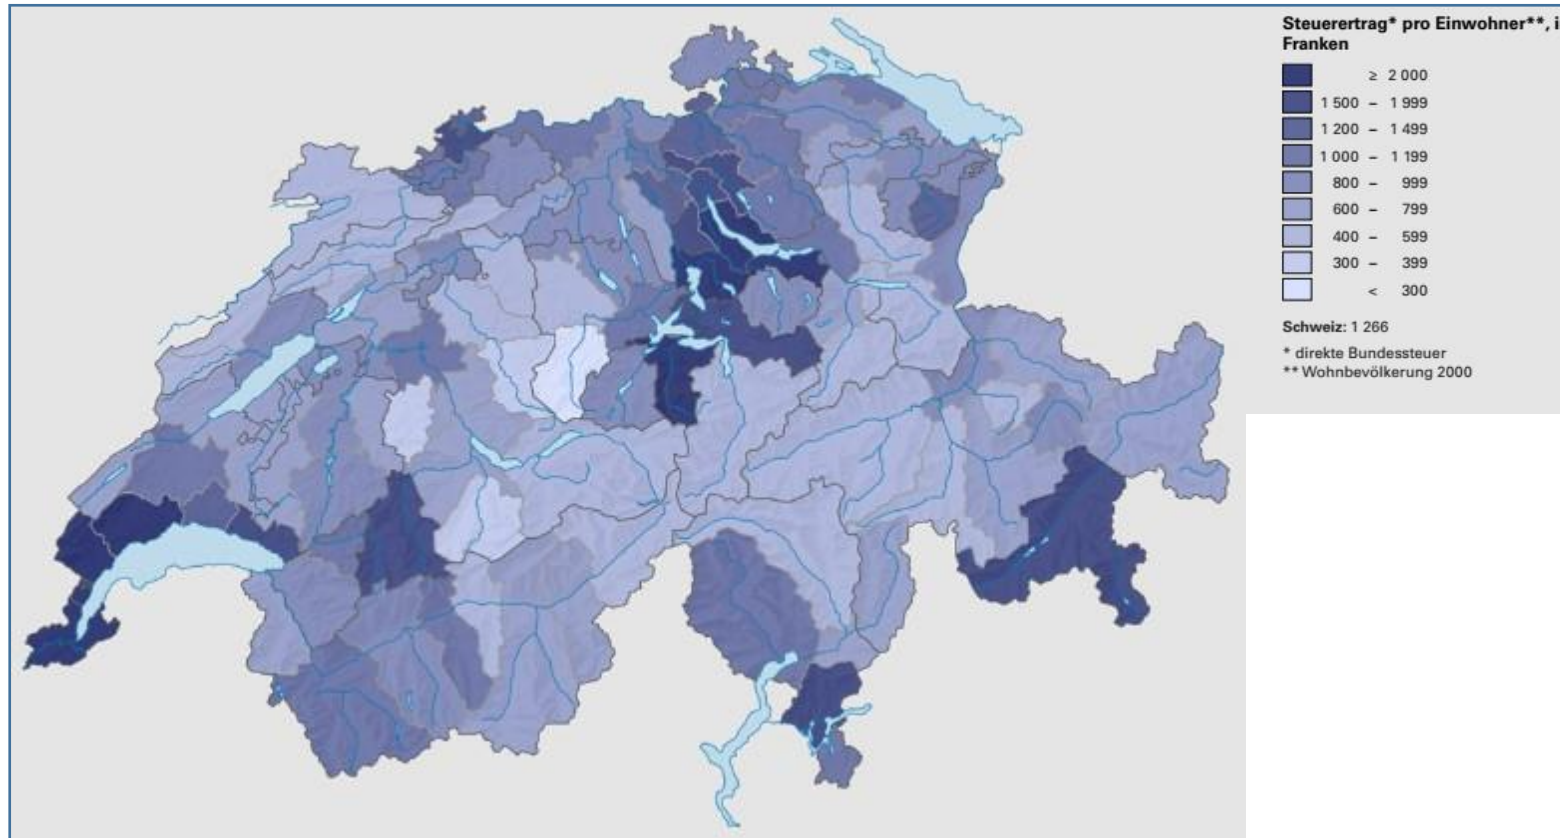 Steuerertrag* pro Einwohner**, i
Franken
≥ 2 000
1 500 – 1 999
1 200 – 1 499
1 000 – 1 199
800 – 999
600 – 799
400 – 599
300 – 399
< 300
Schweiz: 1 266
* direkte Bundessteuer
** Wohnbevölkerung 2000